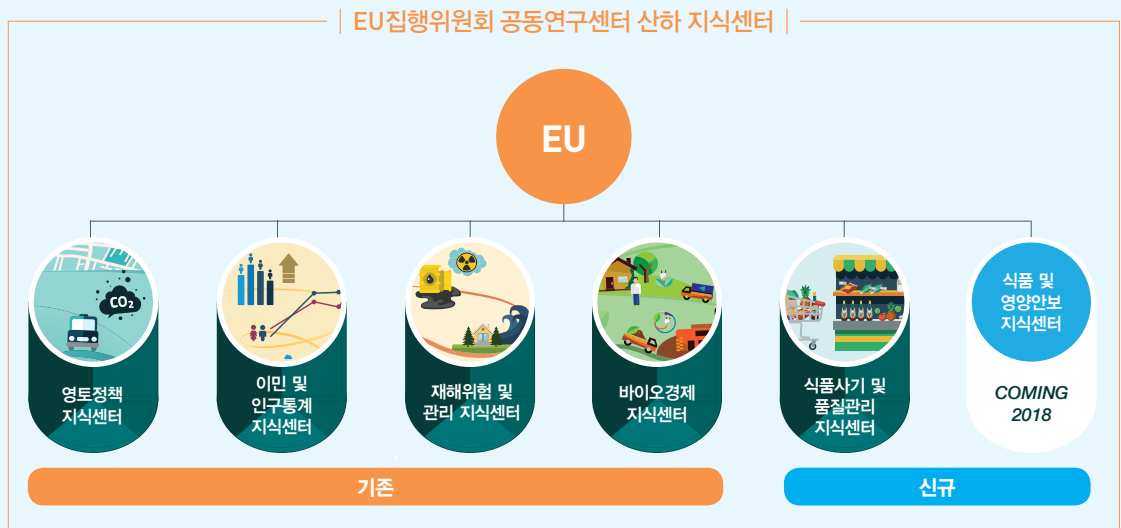 EU집행위원회 공동연구센터 산하 지식센터
EU
CO₂
영토정책
지식센터
이민 및
인구통계
지식센터
재해위험 및
관리 지식센터
바이오경제
지식센터
식품사기 및
품질관리
지식센터
식품 및
영양안보
지식센터
COMING
2018
기존
신규